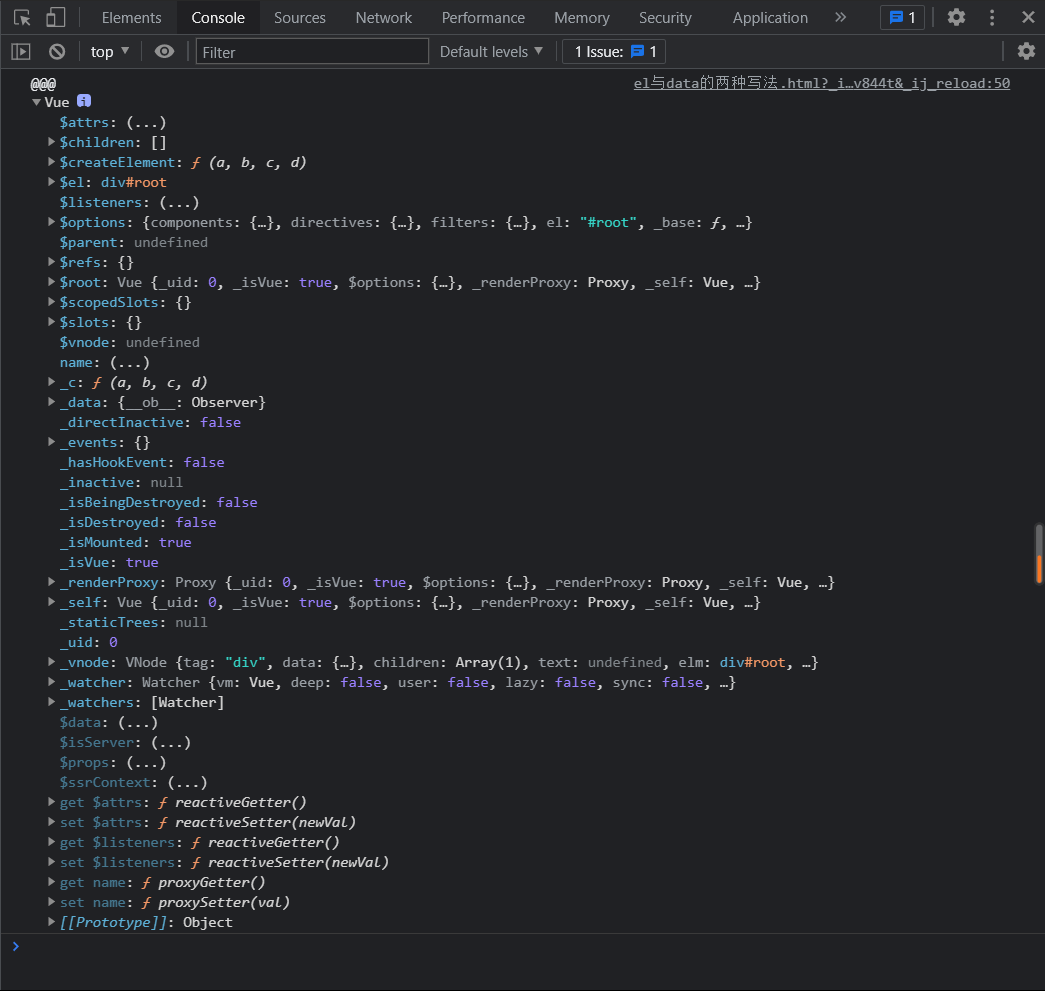 Elements Console Sources Network Performance Memory Security Application » 1
top ▼ Filter Default levels ▼ 1 Issue: 1
@@@ el与data的两种写法.html?_i…v844t&_ij_reload:50
▼Vue i
$attrs: (...)
▶$children: []
▶$createElement: ƒ (a, b, c, d)
▶$el: div#root
$listeners: (...)
▶$options: {components: {…}, directives: {…}, filters: {…}, el: "#root", _base: ƒ, …}
$parent: undefined
▶$refs: {}
▶$root: Vue {_uid: 0, _isVue: true, $options: {…}, _renderProxy: Proxy, _self: Vue, …}
▶$scopedSlots: {}
▶$slots: {}
$vnode: undefined
name: (...)
▶_c: ƒ (a, b, c, d)
▶_data: {__ob__: Observer}
_directInactive: false
▶_events: {}
_hasHookEvent: false
_inactive: null
_isBeingDestroyed: false
_isDestroyed: false
_isMounted: true
_isVue: true
▶_renderProxy: Proxy {_uid: 0, _isVue: true, $options: {…}, _renderProxy: Proxy, _self: Vue, …}
▶_self: Vue {_uid: 0, _isVue: true, $options: {…}, _renderProxy: Proxy, _self: Vue, …}
_staticTrees: null
_uid: 0
▶_vnode: VNode {tag: "div", data: {…}, children: Array(1), text: undefined, elm: div#root, …}
▶_watcher: Watcher {vm: Vue, deep: false, user: false, lazy: false, sync: false, …}
▶_watchers: [Watcher]
$data: (...)
$isServer: (...)
$props: (...)
$ssrContext: (...)
▶get $attrs: ƒ reactiveGetter()
▶set $attrs: ƒ reactiveSetter(newVal)
▶get $listeners: ƒ reactiveGetter()
▶set $listeners: ƒ reactiveSetter(newVal)
▶get name: ƒ proxyGetter()
▶set name: ƒ proxySetter(val)
▶[[Prototype]]: Object